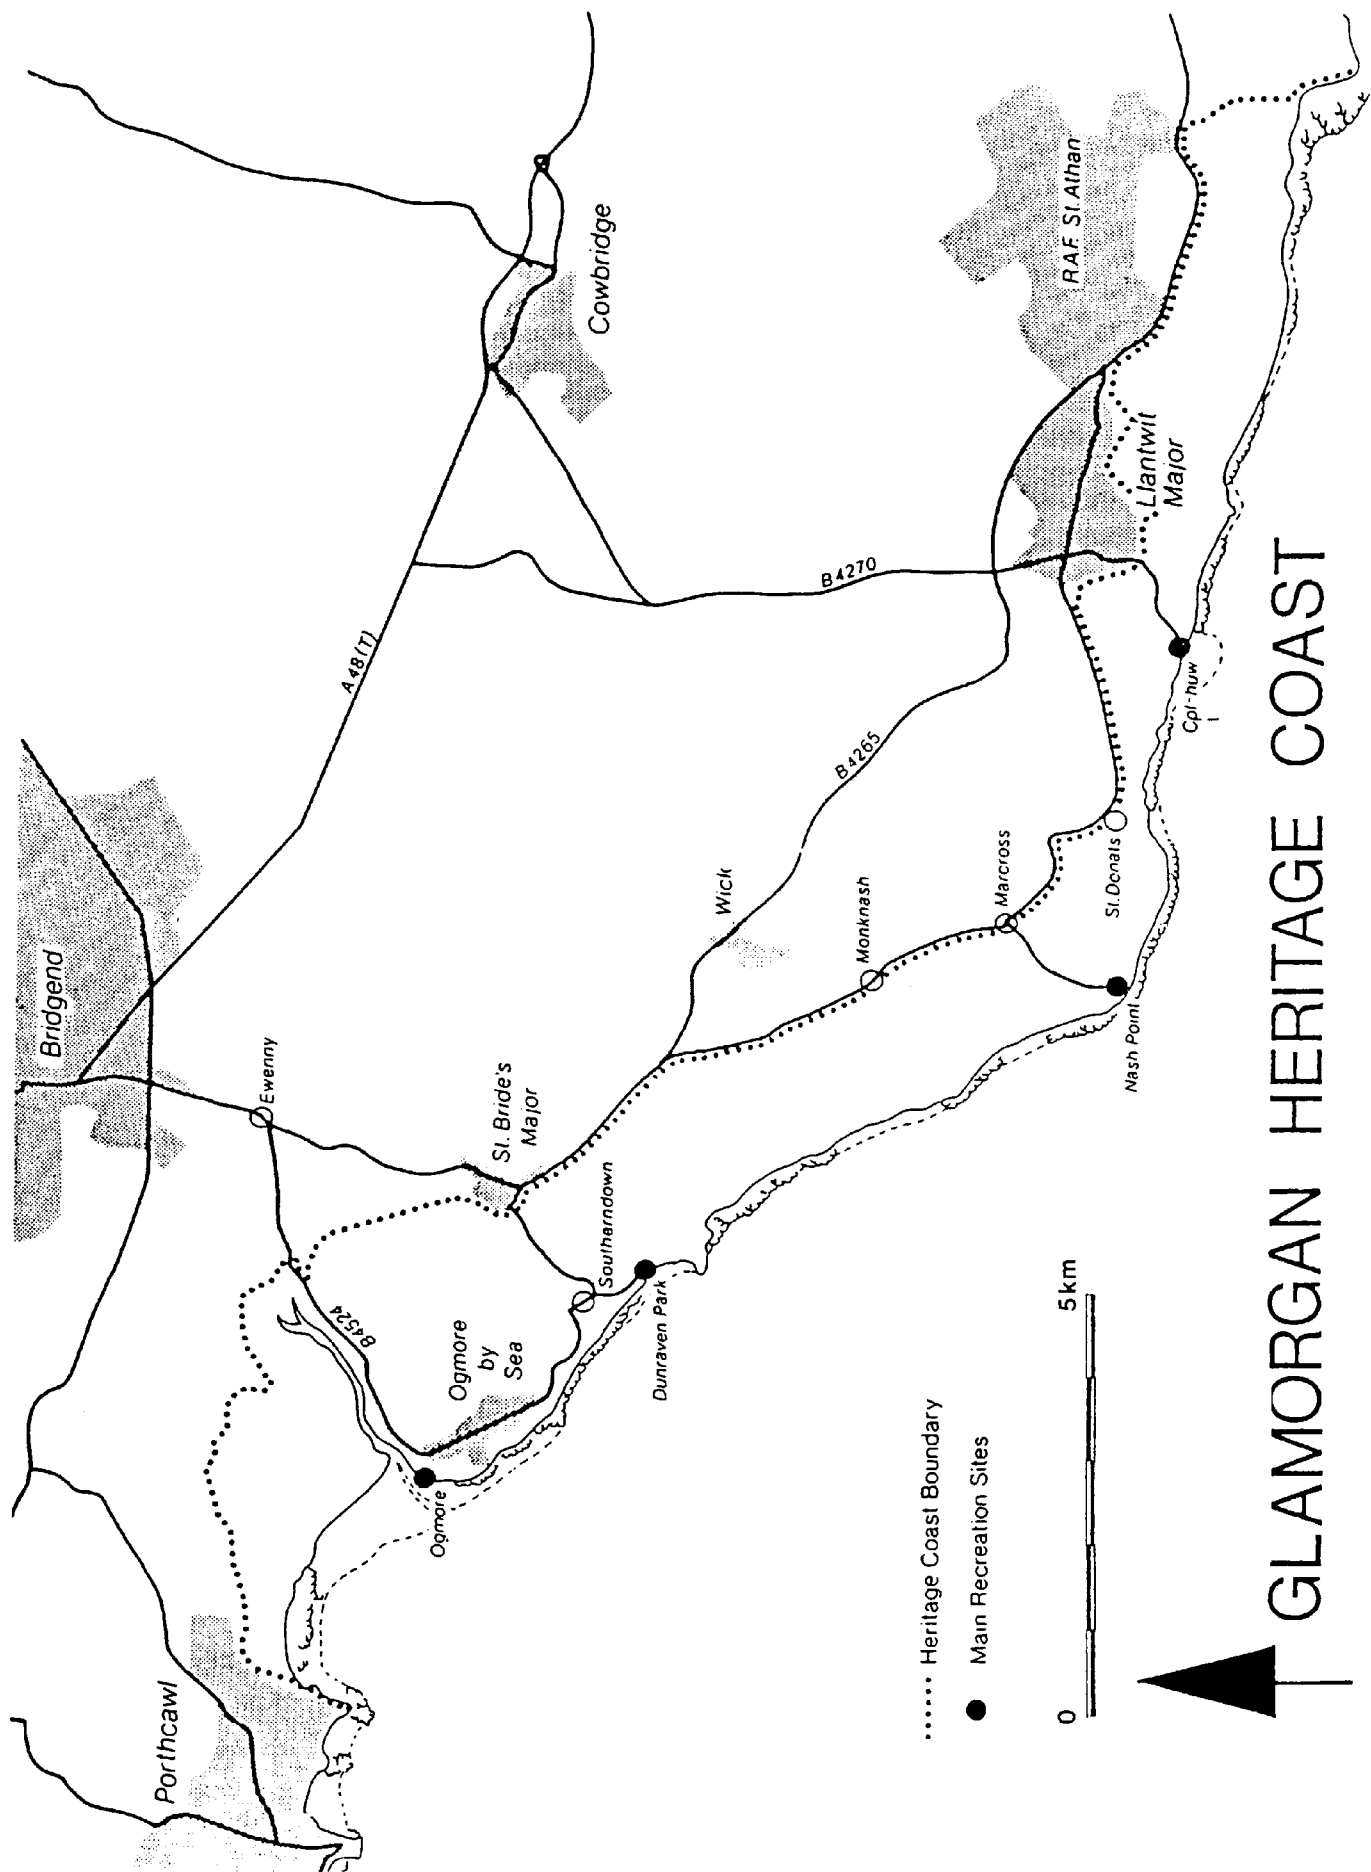 Bridgend
Porthcawl
Ewenny
A48(T)
Cowbridge
B4524
St. Bride's
Major
Ogmore
by
Sea
Ogmore
Southerndown
Dunraven Park
Wick
B4265
B4270
Monknash
Marcross
St. Donats
Nash Point
Llantwit
Major
R.A.F. St. Athan
Heritage Coast Boundary
Main Recreation Sites
0
5km
GLAMORGAN HERITAGE COAST